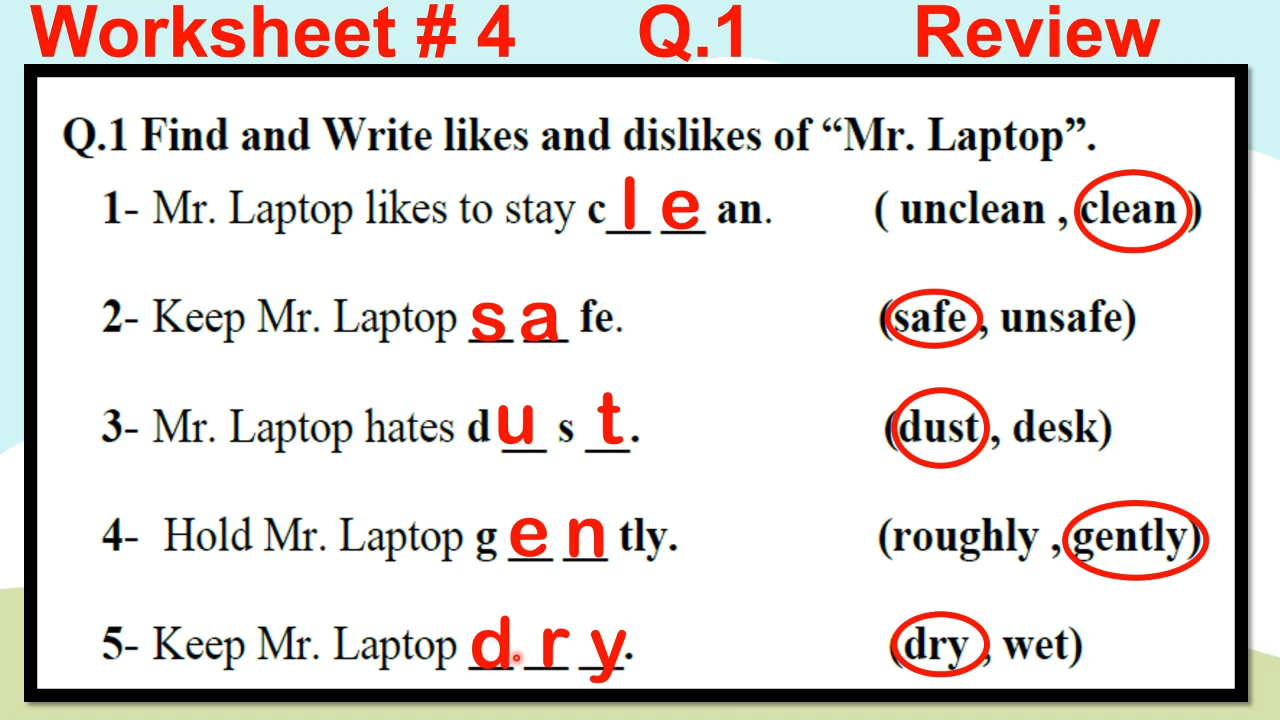 Worksheet # 4 Q.1 Review
Q.1 Find and Write likes and dislikes of “Mr. Laptop”.
1- Mr. Laptop likes to stay c l e an. ( unclean , clean )
2- Keep Mr. Laptop s a fe. (safe , unsafe)
3- Mr. Laptop hates d u s t . (dust , desk)
4- Hold Mr. Laptop g e n tly. (roughly , gently)
5- Keep Mr. Laptop d r y . (dry , wet)